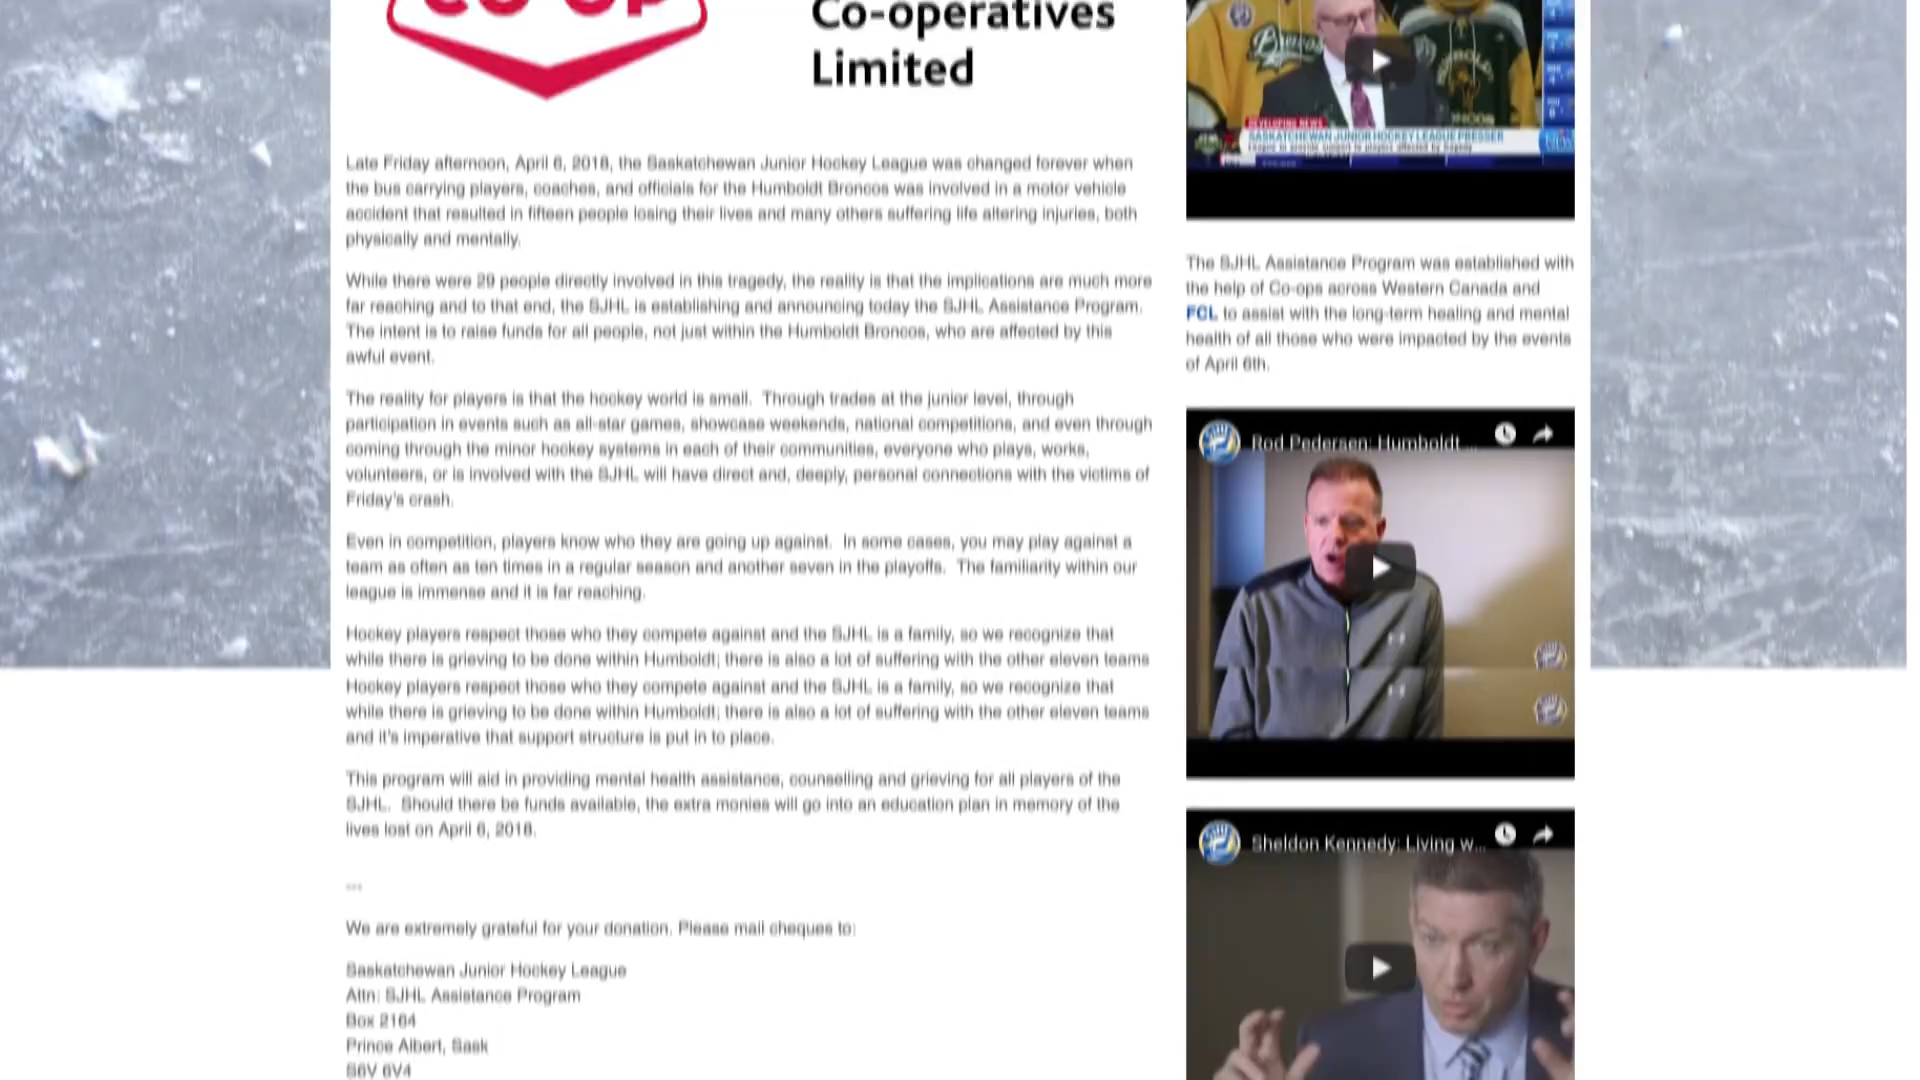 CO-OP
Co-operatives
Limited
Late Friday afternoon, April 6, 2018, the Saskatchewan Junior Hockey League was changed forever when
the bus carrying players, coaches, and officials for the Humboldt Broncos was involved in a motor vehicle
accident that resulted in fifteen people losing their lives and many others suffering life altering injuries, both
physically and mentally.
While there were 29 people directly involved in this tragedy, the reality is that the implications are much more
far reaching and to that end, the SJHL is establishing and announcing today the SJHL Assistance Program.
The intent is to raise funds for all people, not just within the Humboldt Broncos, who are affected by this
awful event.
The reality for players is that the hockey world is small. Through trades at the junior level, through
participation in events such as all-star games, showcase weekends, national competitions, and even through
coming through the minor hockey systems in each of their communities, everyone who plays, works,
volunteers, or is involved with the SJHL will have direct and, deeply, personal connections with the victims of
Friday's crash.
Even in competition, players know who they are going up against. In some cases, you may play against a
team as often as ten times in a regular season and another seven in the playoffs. The familiarity within our
league is immense and it is far reaching.
Hockey players respect those who they compete against and the SJHL is a family, so we recognize that
while there is grieving to be done within Humboldt; there is also a lot of suffering with the other eleven teams
Hockey players respect those who they compete against and the SJHL is a family, so we recognize that
while there is grieving to be done within Humboldt; there is also a lot of suffering with the other eleven teams
and it's imperative that support structure is put in to place.
This program will aid in providing mental health assistance, counselling and grieving for all players of the
SJHL. Should there be funds available, the extra monies will go into an education plan in memory of the
lives lost on April 6, 2018.
---
We are extremely grateful for your donation. Please mail cheques to:
Saskatchewan Junior Hockey League
Attn: SJHL Assistance Program
Box 2164
Prince Albert, Sask
S6V 6V4
Broncos
DEVELOPING NEWS
SASKATCHEWAN JUNIOR HOCKEY LEAGUE PRESSER
League to provide support to players affected by tragedy
The SJHL Assistance Program was established with
the help of Co-ops across Western Canada and
FCL to assist with the long-term healing and mental
health of all those who were impacted by the events
of April 6th.
Rod Pedersen: Humboldt ...
Sheldon Kennedy: Living w...